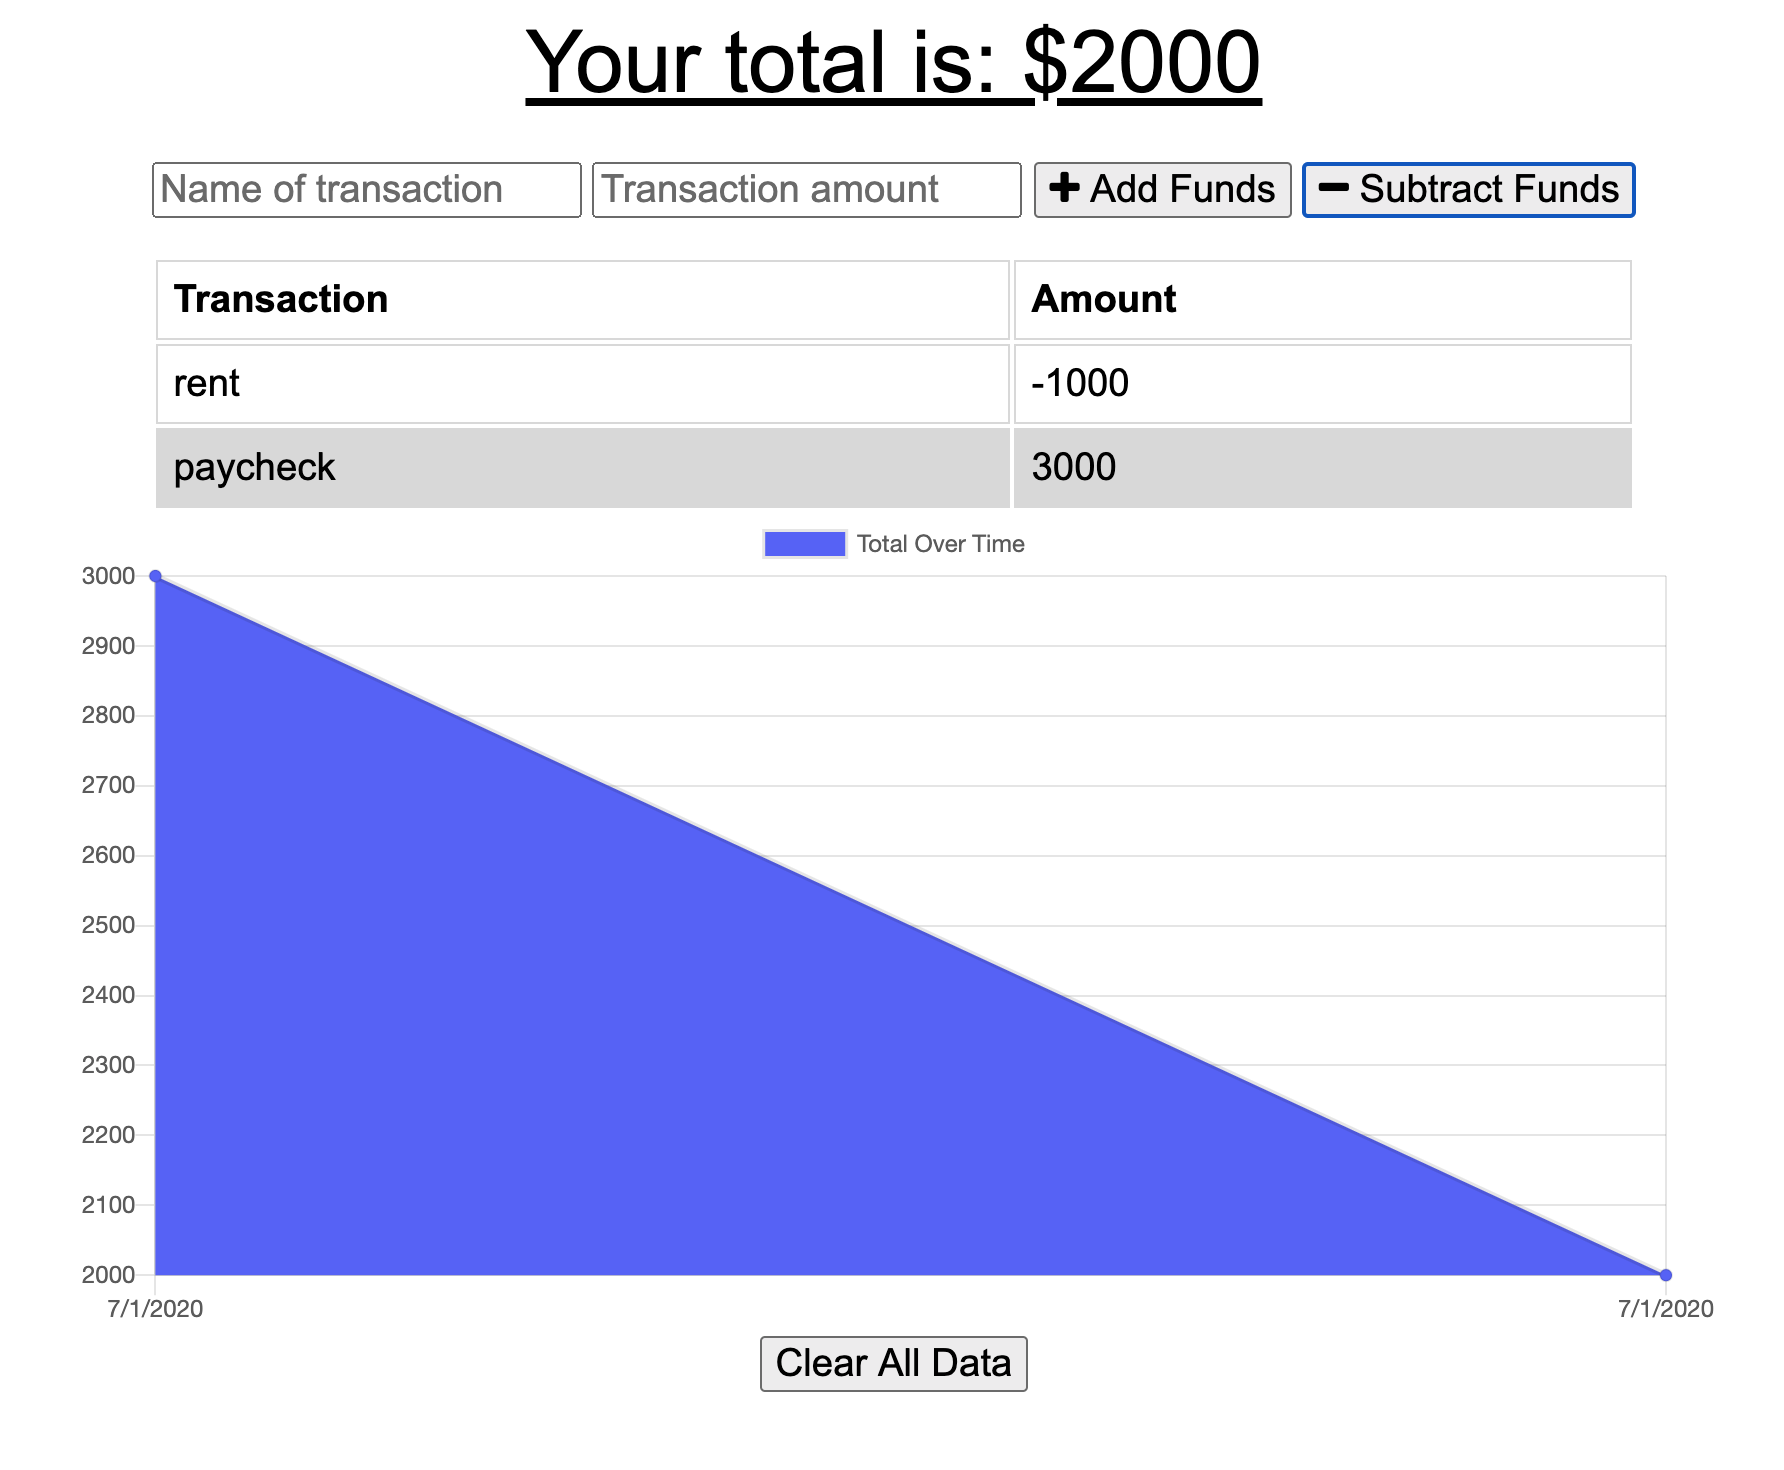 Your total is: $2000
Name of transaction Transaction amount Add Funds Subtract Funds
Transaction Amount
rent -1000
paycheck 3000
Total Over Time
3000
2900
2800
2700
2600
2500
2400
2300
2200
2100
2000
7/1/2020 7/1/2020
Clear All Data